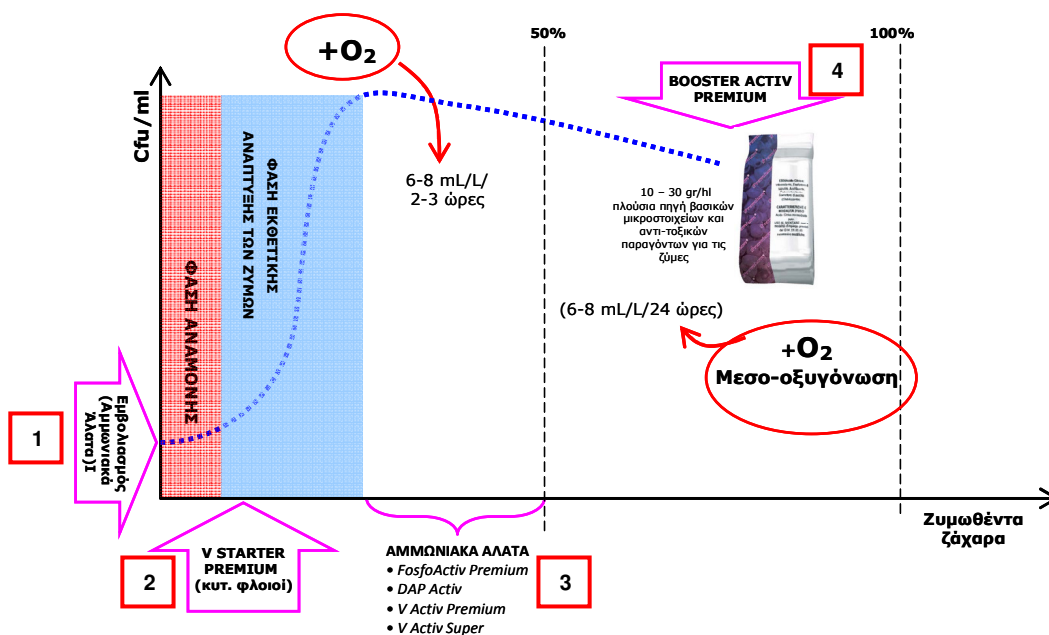 50%
100%
+O₂
4
BOOSTER ACTIV
PREMIUM
Cfu/ ml
ΦΑΣΗ ΕΚΘΕΤΙΚΗΣ
ΑΝΑΠΤΥΞΗΣ ΤΩΝ ΖΥΜΩΝ
6-8 mL/L/
2-3 ώρες
10 – 30 gr/hl
πλούσια πηγή βασικών
μικροστοιχείων και
αντι-τοξικών
παραγόντων για τις
ζύμες
ΦΑΣΗ ΑΝΑΜΟΝΗΣ
(6-8 mL/L/24 ώρες)
+O₂
Μεσο-οξυγόνωση
1
Εμβολιασμός
(Αμμωνιακά
Άλατα)Ι
Ζυμωθέντα
ζάχαρα
2
V STARTER
PREMIUM
(κυτ. φλοιοί)
ΑΜΜΩΝΙΑΚΑ ΑΛΑΤΑ
• FosfoActiv Premium
• DAP Activ
• V Activ Premium
• V Activ Super
3